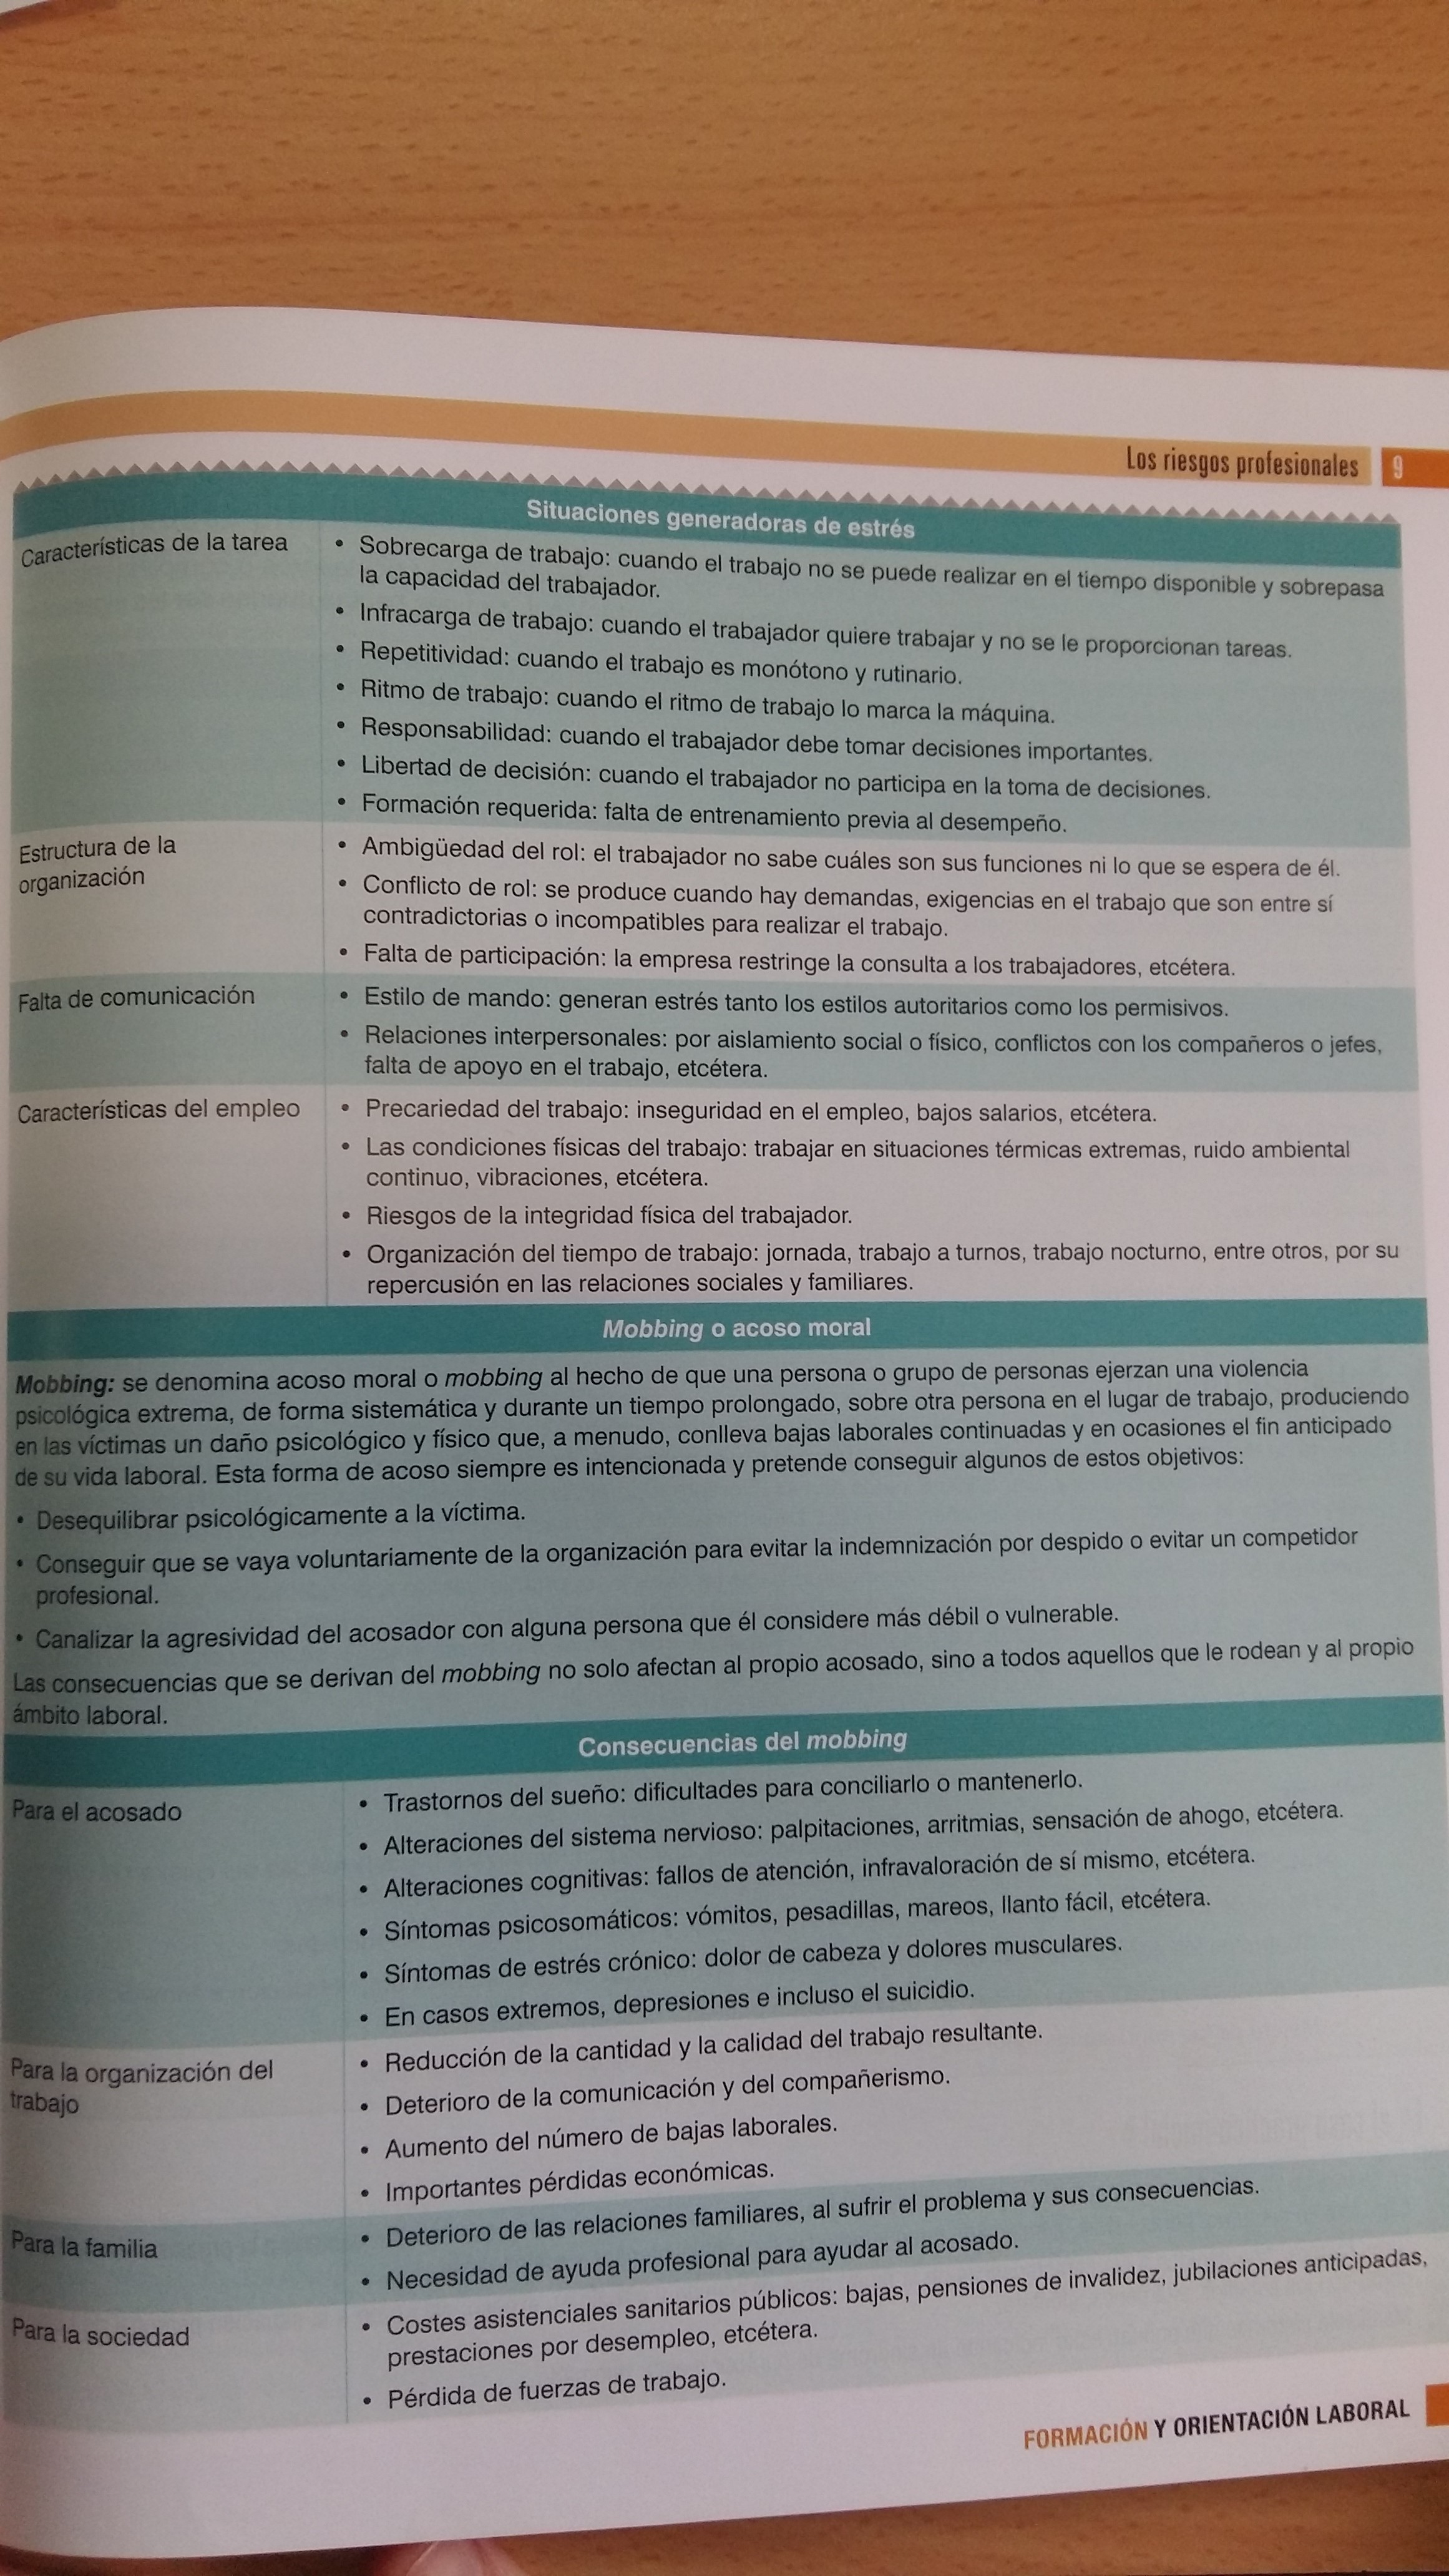 Los riesgos profesionales 9
Situaciones generadoras de estrés
Características de la tarea
• Sobrecarga de trabajo: cuando el trabajo no se puede realizar en el tiempo disponible y sobrepasa
la capacidad del trabajador.
• Infracarga de trabajo: cuando el trabajador quiere trabajar y no se le proporcionan tareas.
• Repetitividad: cuando el trabajo es monótono y rutinario.
• Ritmo de trabajo: cuando el ritmo de trabajo lo marca la máquina.
• Responsabilidad: cuando el trabajador debe tomar decisiones importantes.
• Libertad de decisión: cuando el trabajador no participa en la toma de decisiones.
• Formación requerida: falta de entrenamiento previa al desempeño.
Estructura de la
organización
• Ambigüedad del rol: el trabajador no sabe cuáles son sus funciones ni lo que se espera de él.
• Conflicto de rol: se produce cuando hay demandas, exigencias en el trabajo que son entre sí
contradictorias o incompatibles para realizar el trabajo.
• Falta de participación: la empresa restringe la consulta a los trabajadores, etcétera.
Falta de comunicación
• Estilo de mando: generan estrés tanto los estilos autoritarios como los permisivos.
• Relaciones interpersonales: por aislamiento social o físico, conflictos con los compañeros o jefes,
falta de apoyo en el trabajo, etcétera.
Características del empleo
• Precariedad del trabajo: inseguridad en el empleo, bajos salarios, etcétera.
• Las condiciones físicas del trabajo: trabajar en situaciones térmicas extremas, ruido ambiental
continuo, vibraciones, etcétera.
• Riesgos de la integridad física del trabajador.
• Organización del tiempo de trabajo: jornada, trabajo a turnos, trabajo nocturno, entre otros, por su
repercusión en las relaciones sociales y familiares.
Mobbing o acoso moral
Mobbing: se denomina acoso moral o mobbing al hecho de que una persona o grupo de personas ejerzan una violencia
psicológica extrema, de forma sistemática y durante un tiempo prolongado, sobre otra persona en el lugar de trabajo, produciendo
en las víctimas un daño psicológico y físico que, a menudo, conlleva bajas laborales continuadas y en ocasiones el fin anticipado
de su vida laboral. Esta forma de acoso siempre es intencionada y pretende conseguir algunos de estos objetivos:
• Desequilibrar psicológicamente a la víctima.
• Conseguir que se vaya voluntariamente de la organización para evitar la indemnización por despido o evitar un competidor
profesional.
• Canalizar la agresividad del acosador con alguna persona que él considere más débil o vulnerable.
Las consecuencias que se derivan del mobbing no solo afectan al propio acosado, sino a todos aquellos que le rodean y al propio
ámbito laboral.
Consecuencias del mobbing
Para el acosado
• Trastornos del sueño: dificultades para conciliarlo o mantenerlo.
• Alteraciones del sistema nervioso: palpitaciones, arritmias, sensación de ahogo, etcétera.
• Alteraciones cognitivas: fallos de atención, infravaloración de sí mismo, etcétera.
• Síntomas psicosomáticos: vómitos, pesadillas, mareos, llanto fácil, etcétera.
• Síntomas de estrés crónico: dolor de cabeza y dolores musculares.
• En casos extremos, depresiones e incluso el suicidio.
Para la organización del
trabajo
• Reducción de la cantidad y la calidad del trabajo resultante.
• Deterioro de la comunicación y del compañerismo.
• Aumento del número de bajas laborales.
• Importantes pérdidas económicas.
Para la familia
• Deterioro de las relaciones familiares, al sufrir el problema y sus consecuencias.
• Necesidad de ayuda profesional para ayudar al acosado.
Para la sociedad
• Costes asistenciales sanitarios públicos: bajas, pensiones de invalidez, jubilaciones anticipadas,
prestaciones por desempleo, etcétera.
• Pérdida de fuerzas de trabajo.
FORMACIÓN Y ORIENTACIÓN LABORAL